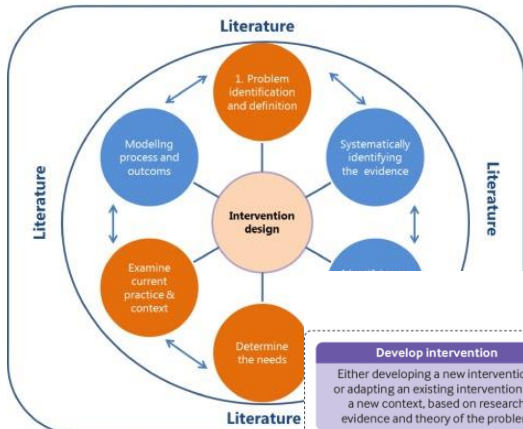 Literature
1. Problem
identification
and definition
Modeling
process and
outcoms
Systematically
identifying
the evidence
Literature
Literature
Intervention
design
Examine
current
practice &
context
Determine
the needs
Literature
Develop intervention
Either developing a new
or adapting an existing intervention
a new context, based on research
evidence and theory of the